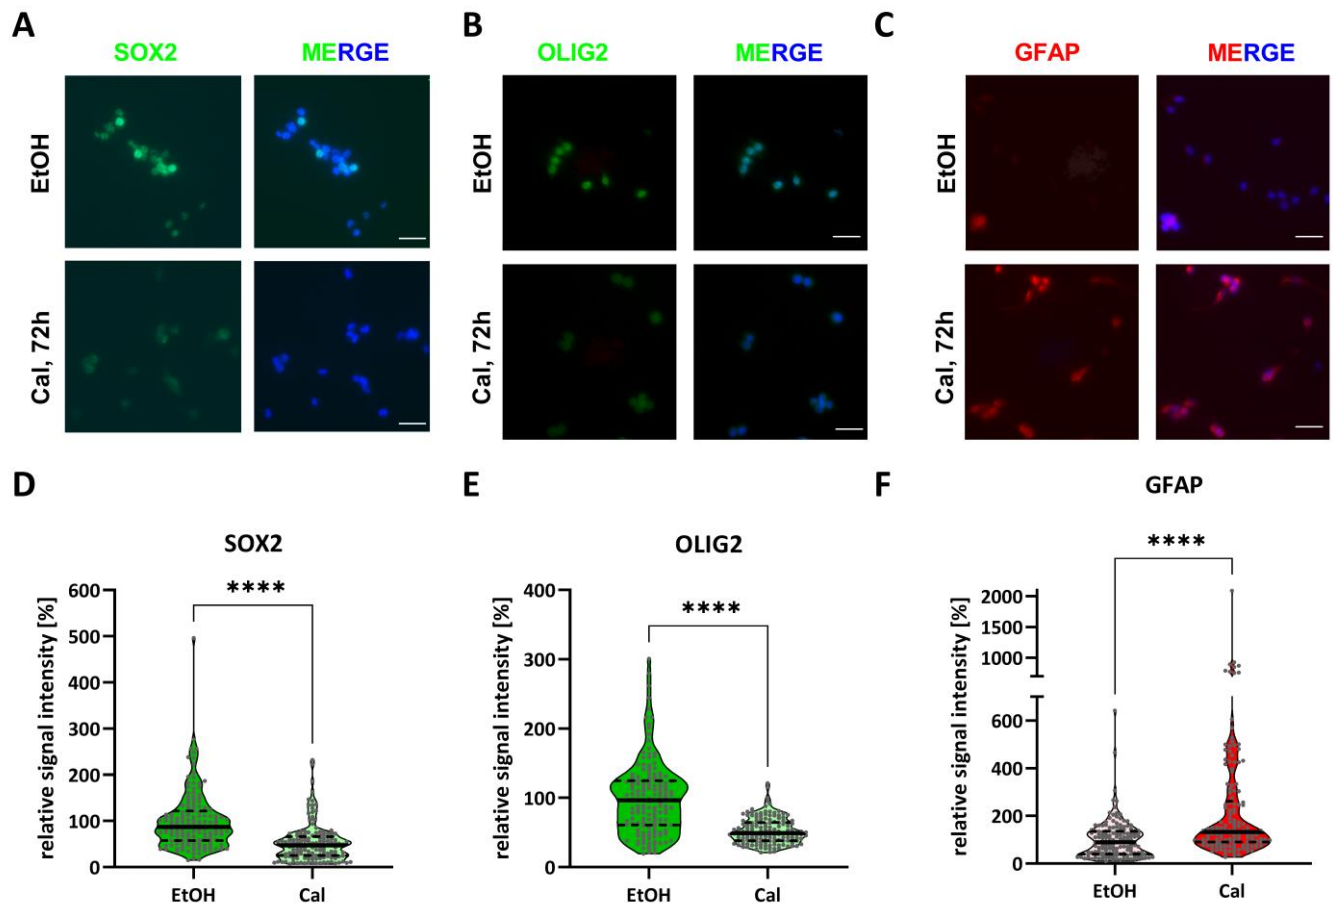 A
B
C
SOX2
MERGE
OLIG2
MERGE
GFAP
MERGE
EtOH
EtOH
EtOH
Cal, 72h
Cal, 72h
Cal, 72h
D
E
F
SOX2
****
relative signal intensity [%]
600
500
400
300
200
100
0
EtOH
Cal
OLIG2
****
relative signal intensity [%]
400
300
200
100
0
EtOH
Cal
GFAP
****
relative signal intensity [%]
2000
1500
1000
600
400
200
0
EtOH
Cal